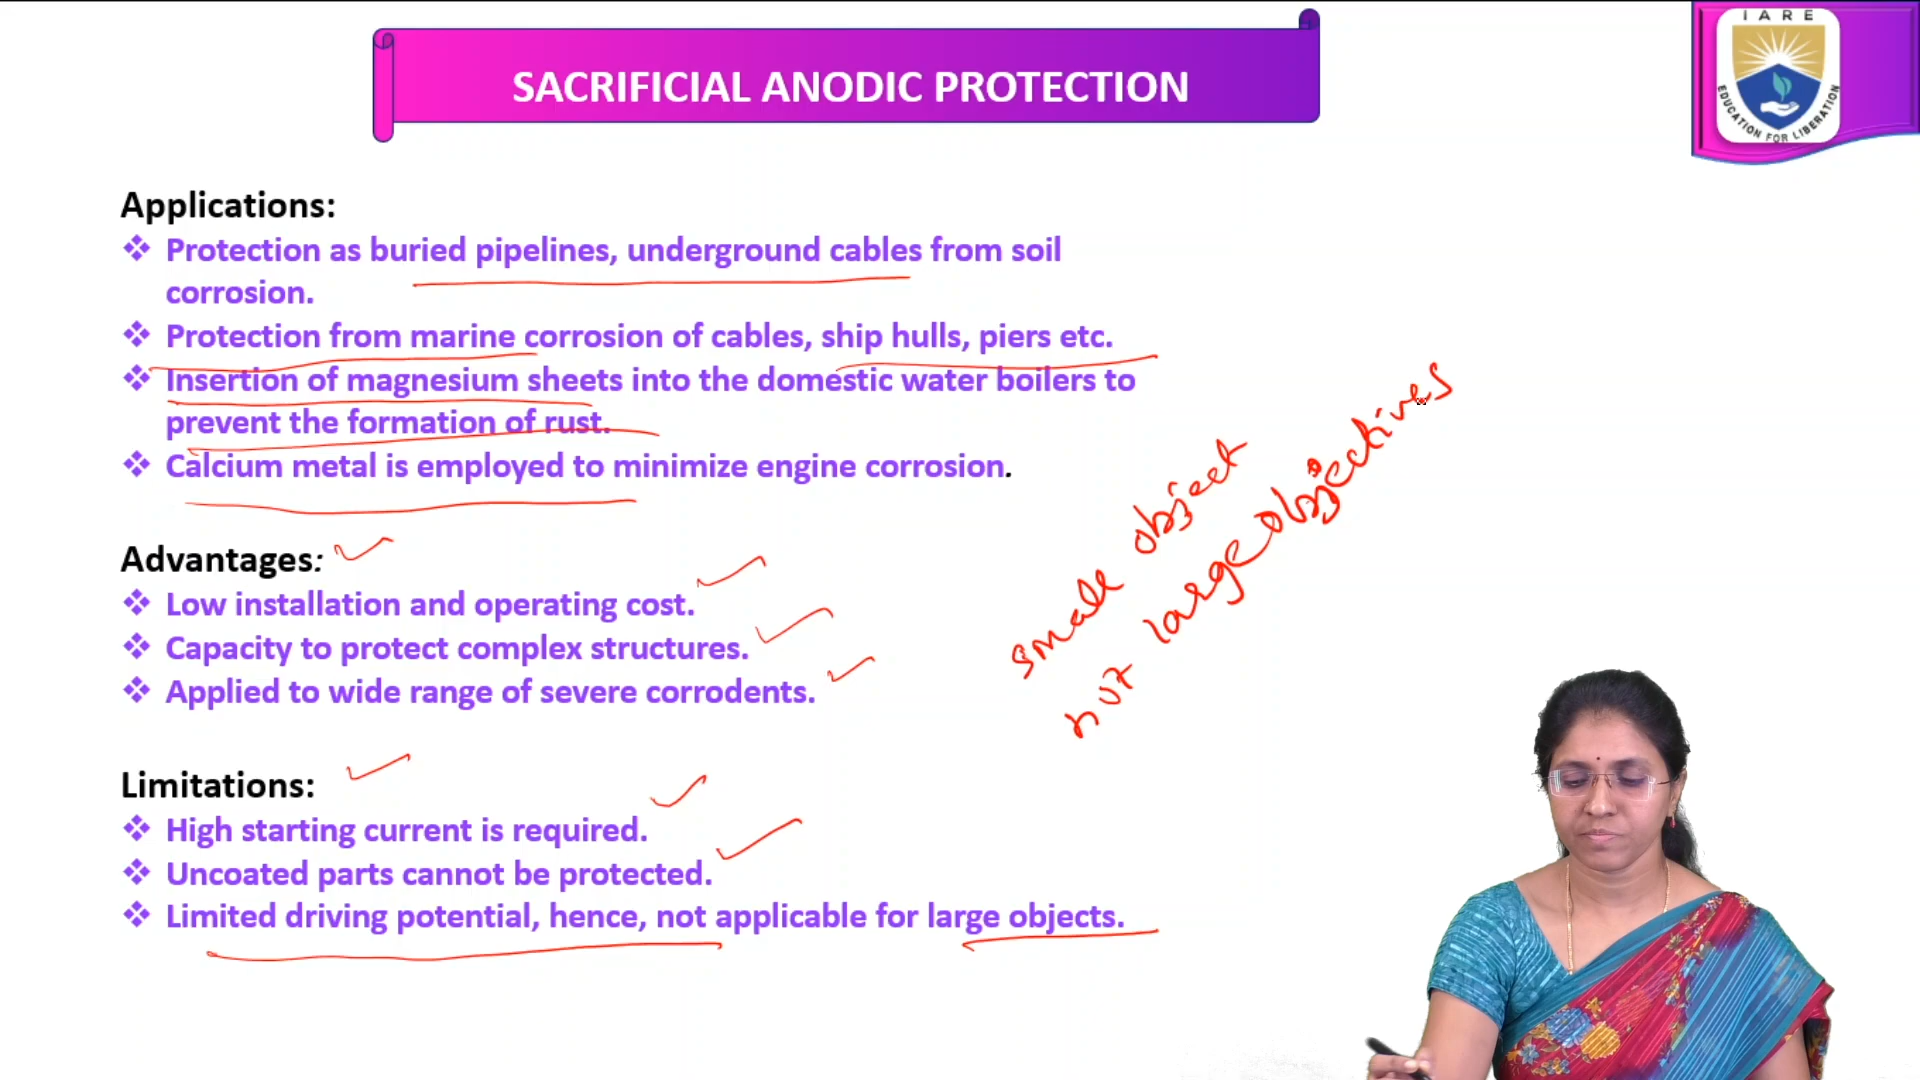 SACRIFICIAL ANODIC PROTECTION
IARE
EDUCATION FOR LIBERATION
Applications:
❖ Protection as buried pipelines, underground cables from soil
corrosion.
❖ Protection from marine corrosion of cables, ship hulls, piers etc.
❖ Insertion of magnesium sheets into the domestic water boilers to
prevent the formation of rust.
❖ Calcium metal is employed to minimize engine corrosion.
Advantages:
❖ Low installation and operating cost.
❖ Capacity to protect complex structures.
❖ Applied to wide range of severe corrodents.
Limitations:
❖ High starting current is required.
❖ Uncoated parts cannot be protected.
❖ Limited driving potential, hence, not applicable for large objects.
small object
not large objectives